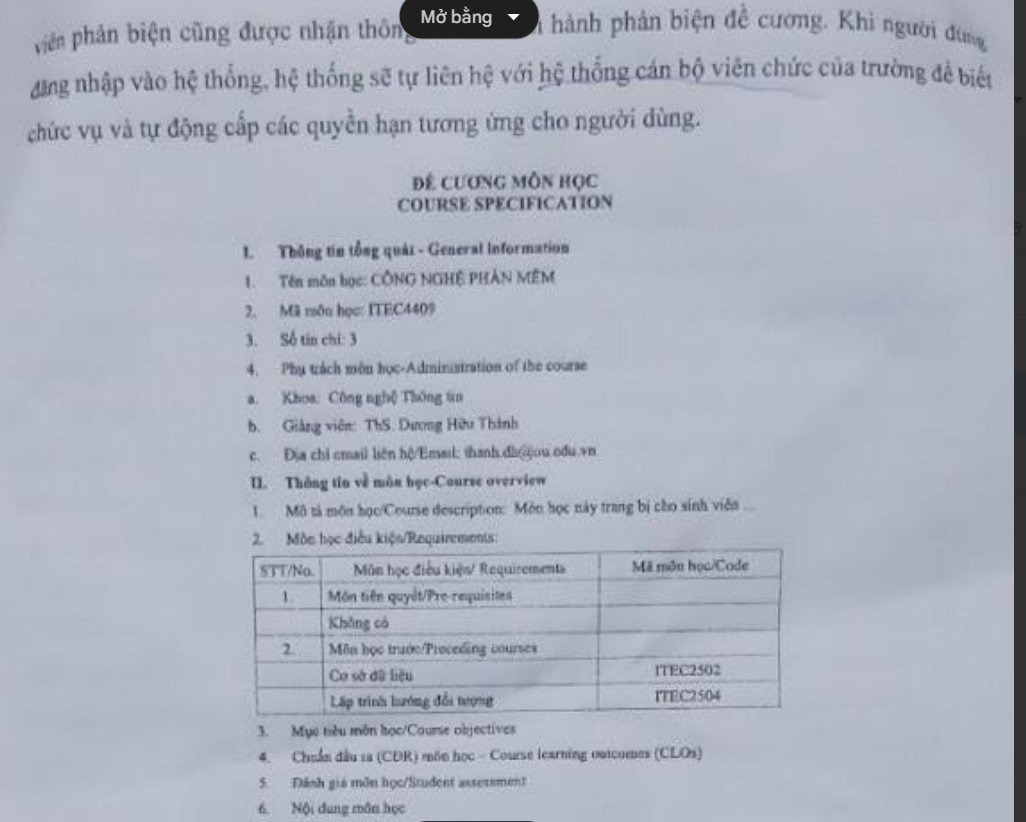 viên phản biện cũng được nhận thông
Mở bằng
hành phản biện đề cương. Khi người dùng
đăng nhập vào hệ thống, hệ thống sẽ tự liên hệ với hệ thống cán bộ viên chức của trường để biết
chức vụ và tự động cấp các quyền hạn tương ứng cho người dùng.
ĐỀ CƯƠNG MÔN HỌC
COURSE SPECIFICATION
I. Thông tin tổng quát - General Information
1. Tên môn học: CÔNG NGHỆ PHẦN MỀM
2. Mã môn học: ITEC4409
3. Số tín chỉ: 3
4. Phụ trách môn học-Administration of the course
a. Khoa: Công nghệ Thông tin
b. Giảng viên: ThS. Dương Hữu Thành
c. Địa chỉ email liên hệ/Email: thanh.dh@ou.edu.vn
II. Thông tin về môn học-Course overview
1. Mô tả môn học/Course description: Môn học này trang bị cho sinh viên ...
2. Môn học điều kiện/Requirements:
STT/No. Môn học điều kiện/ Requirements Mã môn học/Code
1. Môn tiên quyết/Pre-requisites
Không có
2. Môn học trước/Preceding courses
Cơ sở dữ liệu ITEC2502
Lập trình hướng đối tượng ITEC2504
3. Mục tiêu môn học/Course objectives
4. Chuẩn đầu ra (CĐR) môn học - Course learning outcomes (CLOs)
5. Đánh giá môn học/Student assessment
6. Nội dung môn học